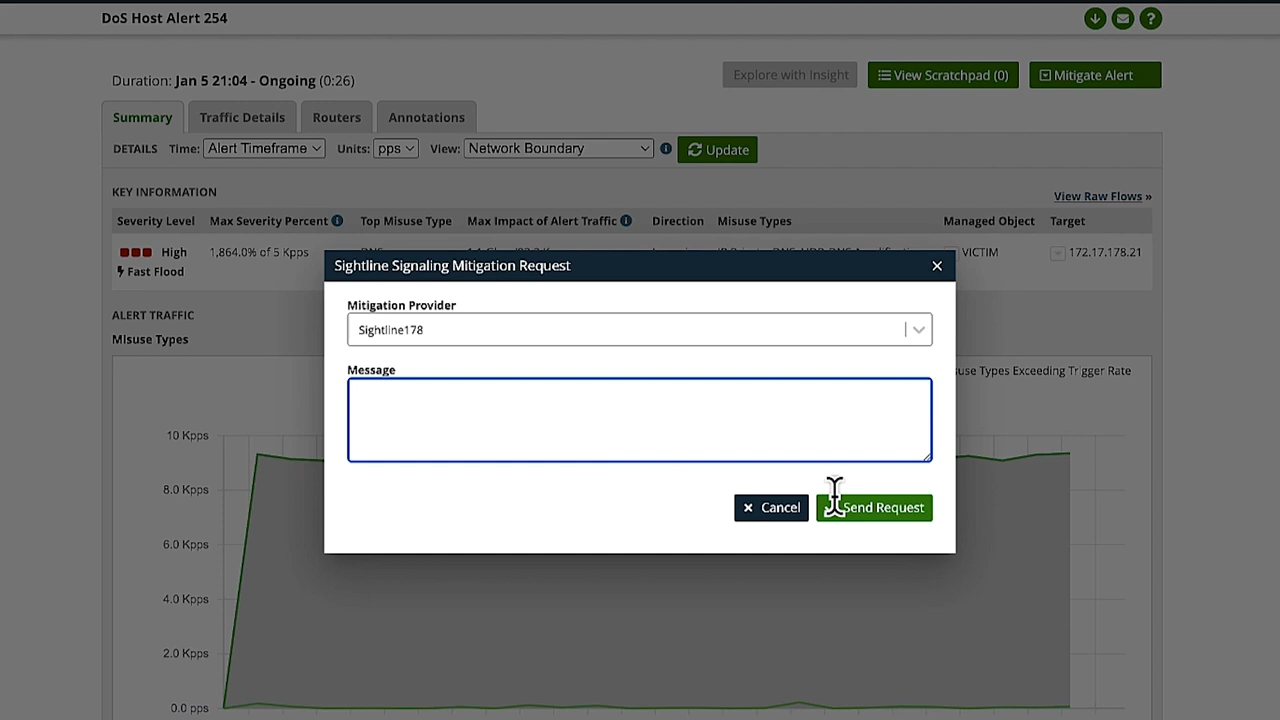 DoS Host Alert 254
Duration: Jan 5 21:04 - Ongoing (0:26)
Explore with Insight
View Scratchpad (0)
Mitigate Alert
Summary
Traffic Details
Routers
Annotations
DETAILS Time: Alert Timeframe Units: pps View: Network Boundary Update
KEY INFORMATION
View Raw Flows »
Severity Level Max Severity Percent Top Misuse Type Max Impact of Alert Traffic Direction Misuse Types Managed Object Target
High 1,864.0% of 5 Kpps VICTIM 172.17.178.21
Fast Flood
Sightline Signaling Mitigation Request
Mitigation Provider
Sightline178
Message
Cancel
Send Request
ALERT TRAFFIC
Misuse Types
Types Exceeding Trigger Rate
10 Kpps
8.0 Kpps
6.0 Kpps
4.0 Kpps
2.0 Kpps
0.0 pps